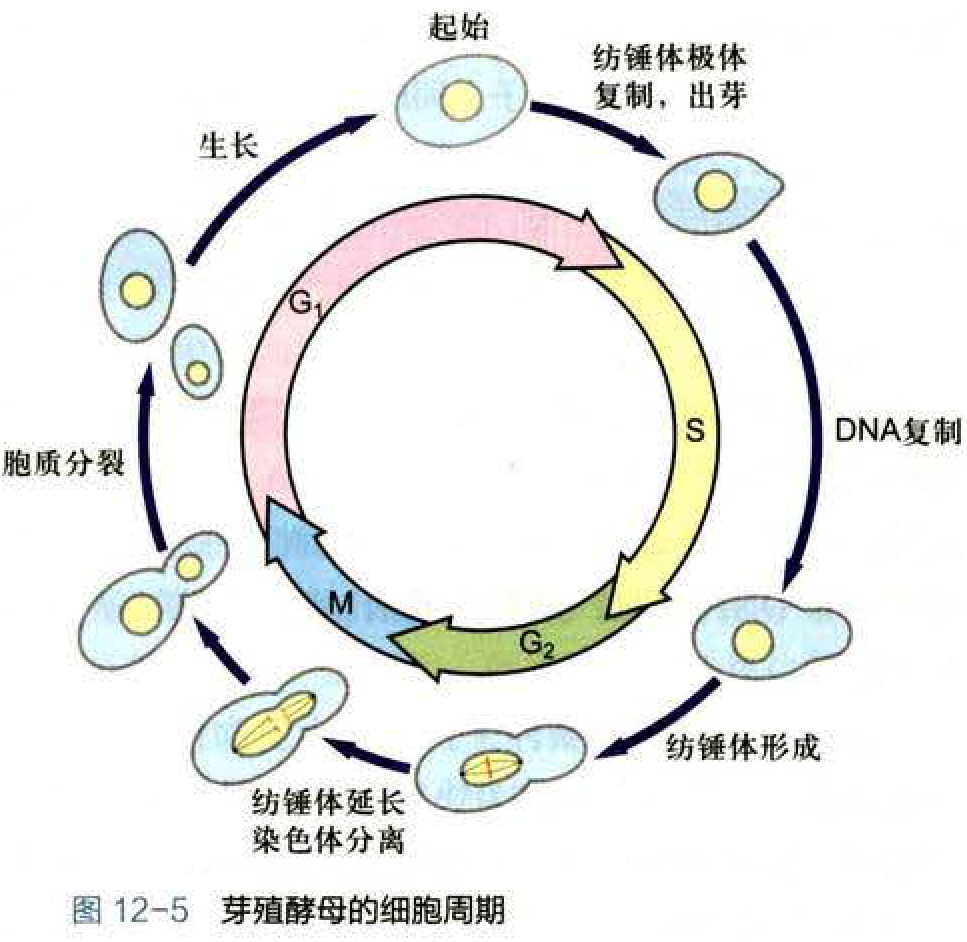 起始
纺锤体极体
复制，出芽
生长
G1
S
DNA复制
胞质分裂
M
G2
纺锤体形成
纺锤体延长
染色体分离
图 12-5 芽殖酵母的细胞周期